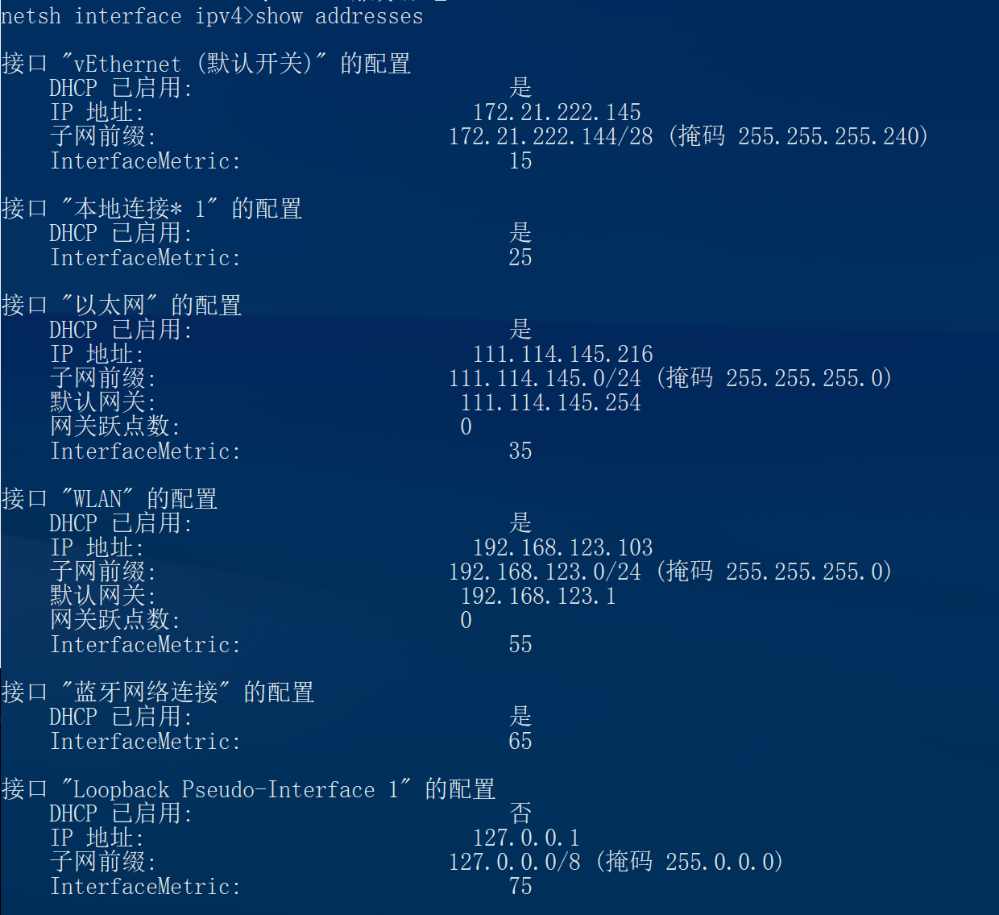 netsh interface ipv4>show addresses
接口 "vEthernet (默认开关)" 的配置
DHCP 已启用: 是
IP 地址: 172.21.222.145
子网前缀: 172.21.222.144/28 (掩码 255.255.255.240)
InterfaceMetric: 15
接口 "本地连接* 1" 的配置
DHCP 已启用: 是
InterfaceMetric: 25
接口 "以太网" 的配置
DHCP 已启用: 是
IP 地址: 111.114.145.216
子网前缀: 111.114.145.0/24 (掩码 255.255.255.0)
默认网关: 111.114.145.254
网关跃点数: 0
InterfaceMetric: 35
接口 "WLAN" 的配置
DHCP 已启用: 是
IP 地址: 192.168.123.103
子网前缀: 192.168.123.0/24 (掩码 255.255.255.0)
默认网关: 192.168.123.1
网关跃点数: 0
InterfaceMetric: 55
接口 "蓝牙网络连接" 的配置
DHCP 已启用: 是
InterfaceMetric: 65
接口 "Loopback Pseudo-Interface 1" 的配置
DHCP 已启用: 否
IP 地址: 127.0.0.1
子网前缀: 127.0.0.0/8 (掩码 255.0.0.0)
InterfaceMetric: 75